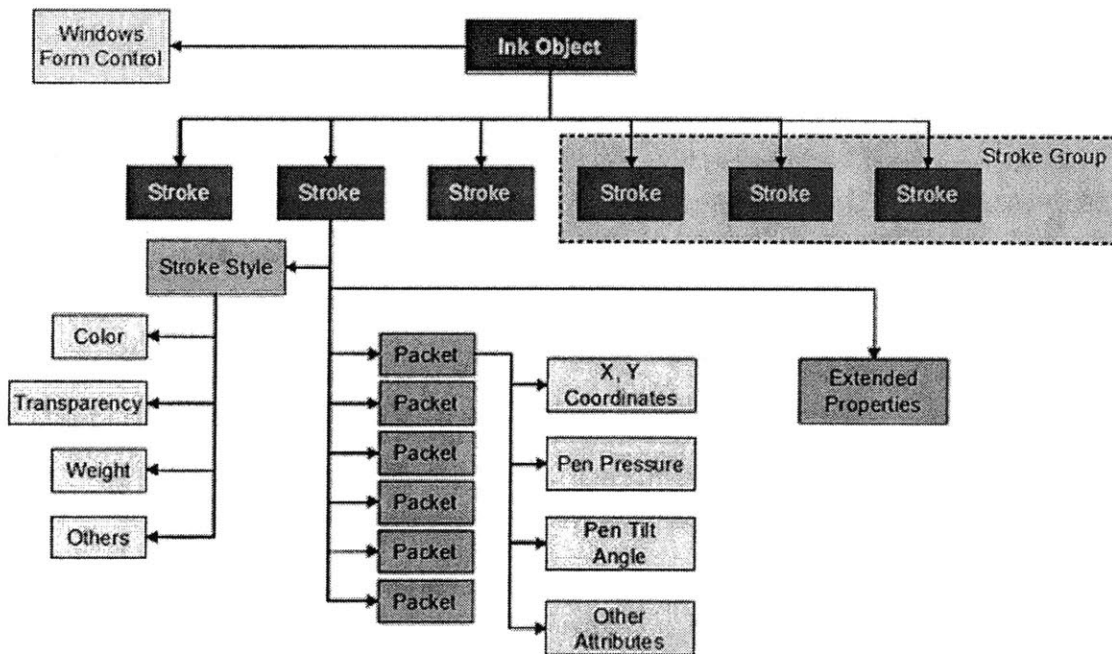 Windows
Form Control
Ink Object
Stroke Group
Stroke
Stroke
Stroke
Stroke
Stroke
Stroke
Stroke Style
Color
Transparency
Weight
Others
Packet
Packet
Packet
Packet
Packet
Packet
X, Y
Coordinates
Pen Pressure
Pen Tilt
Angle
Other
Attributes
Extended
Properties